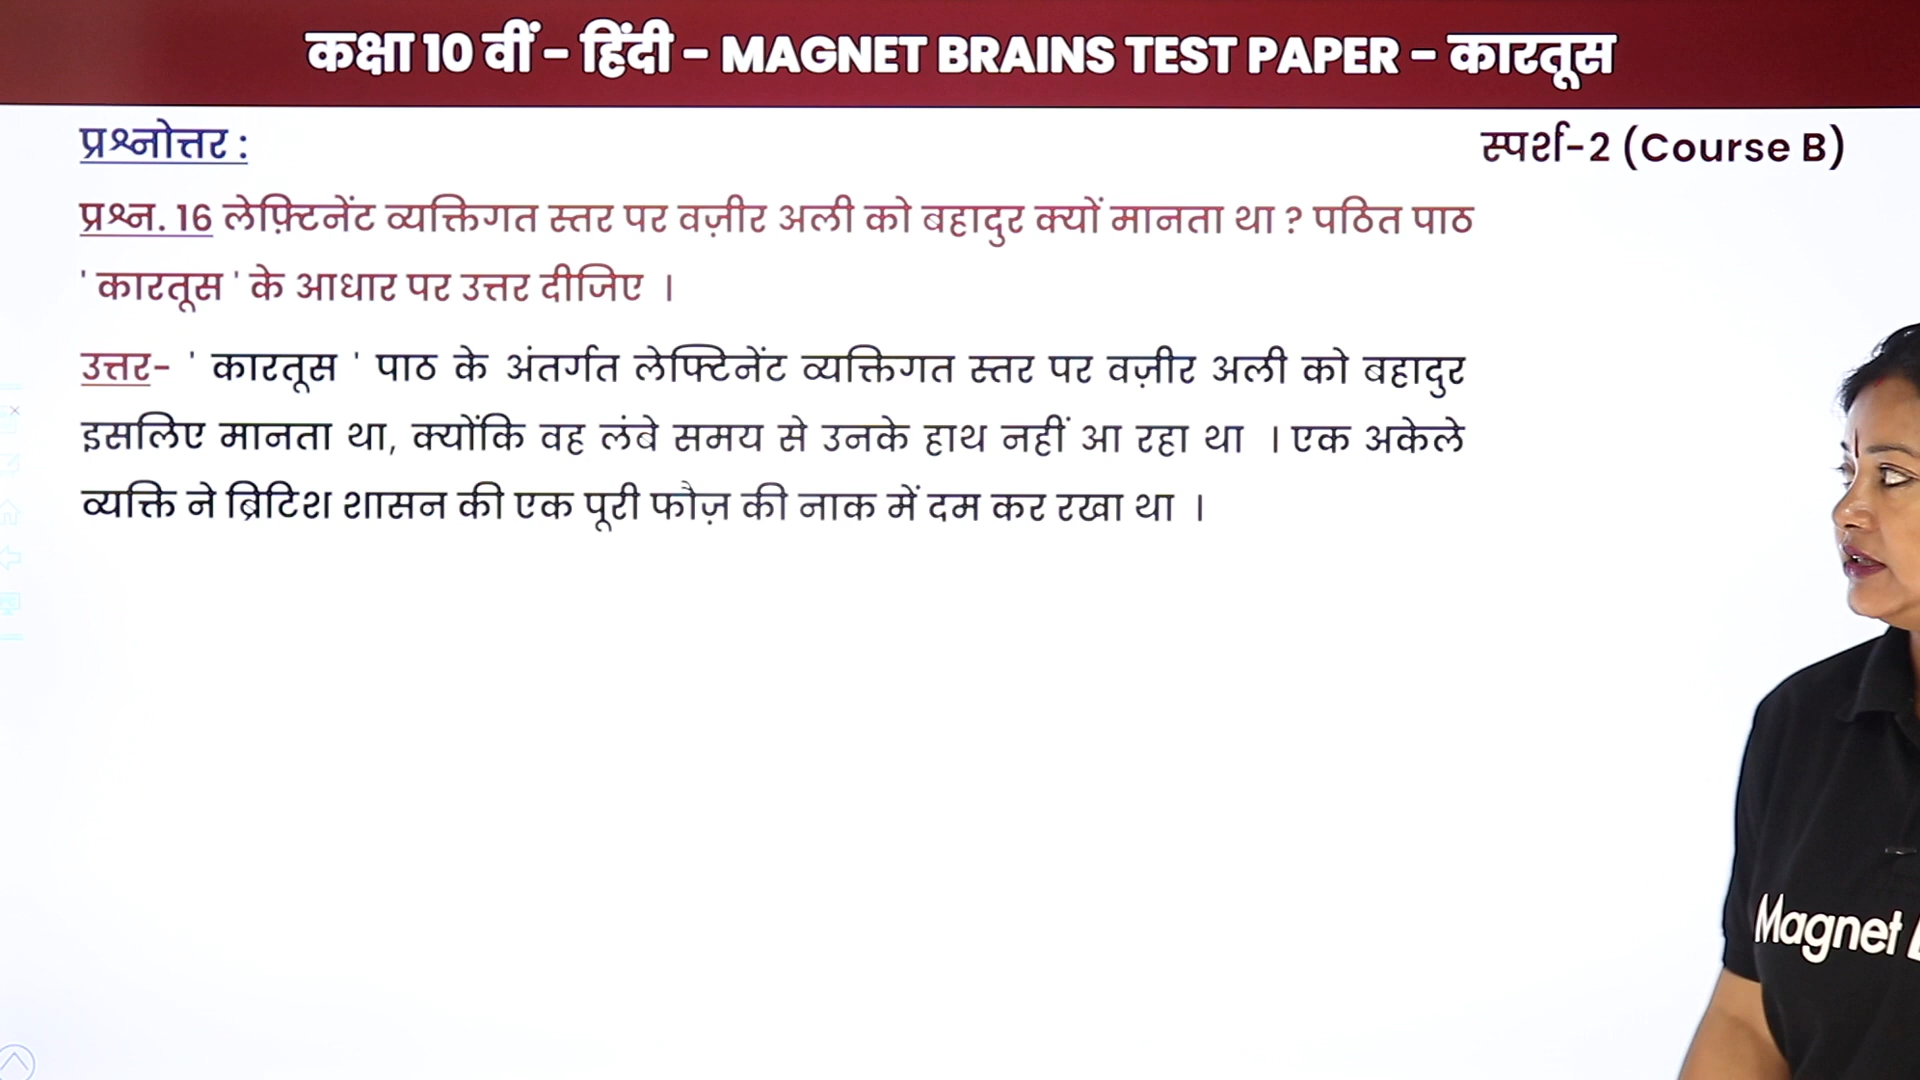 कक्षा 10 वीं - हिंदी - MAGNET BRAINS TEST PAPER - कारतूस
प्रश्नोत्तर :
स्पर्श-2 (Course B)
प्रश्न. 16 लेफ़्टिनेंट व्यक्तिगत स्तर पर वज़ीर अली को बहादुर क्यों मानता था ? पठित पाठ
' कारतूस ' के आधार पर उत्तर दीजिए ।
उत्तर- ' कारतूस ' पाठ के अंतर्गत लेफ्टिनेंट व्यक्तिगत स्तर पर वज़ीर अली को बहादुर
इसलिए मानता था, क्योंकि वह लंबे समय से उनके हाथ नहीं आ रहा था । एक अकेले
व्यक्ति ने ब्रिटिश शासन की एक पूरी फौज़ की नाक में दम कर रखा था ।
Magnet